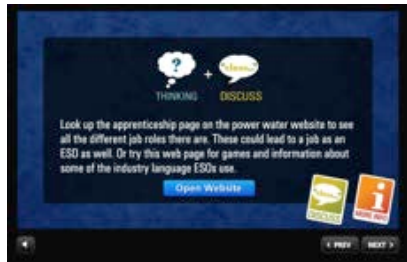 ?
THINKING + DISCUSS
Look up the apprenticeship page on the power water website to see
all the different job roles there are. These could lead to a job as an
ESO as well. Or try this web page for games and information about
some of the industry language ESOs use.
Open Website
DISCUSS
i
MORE INFO
< PREV
NEXT >